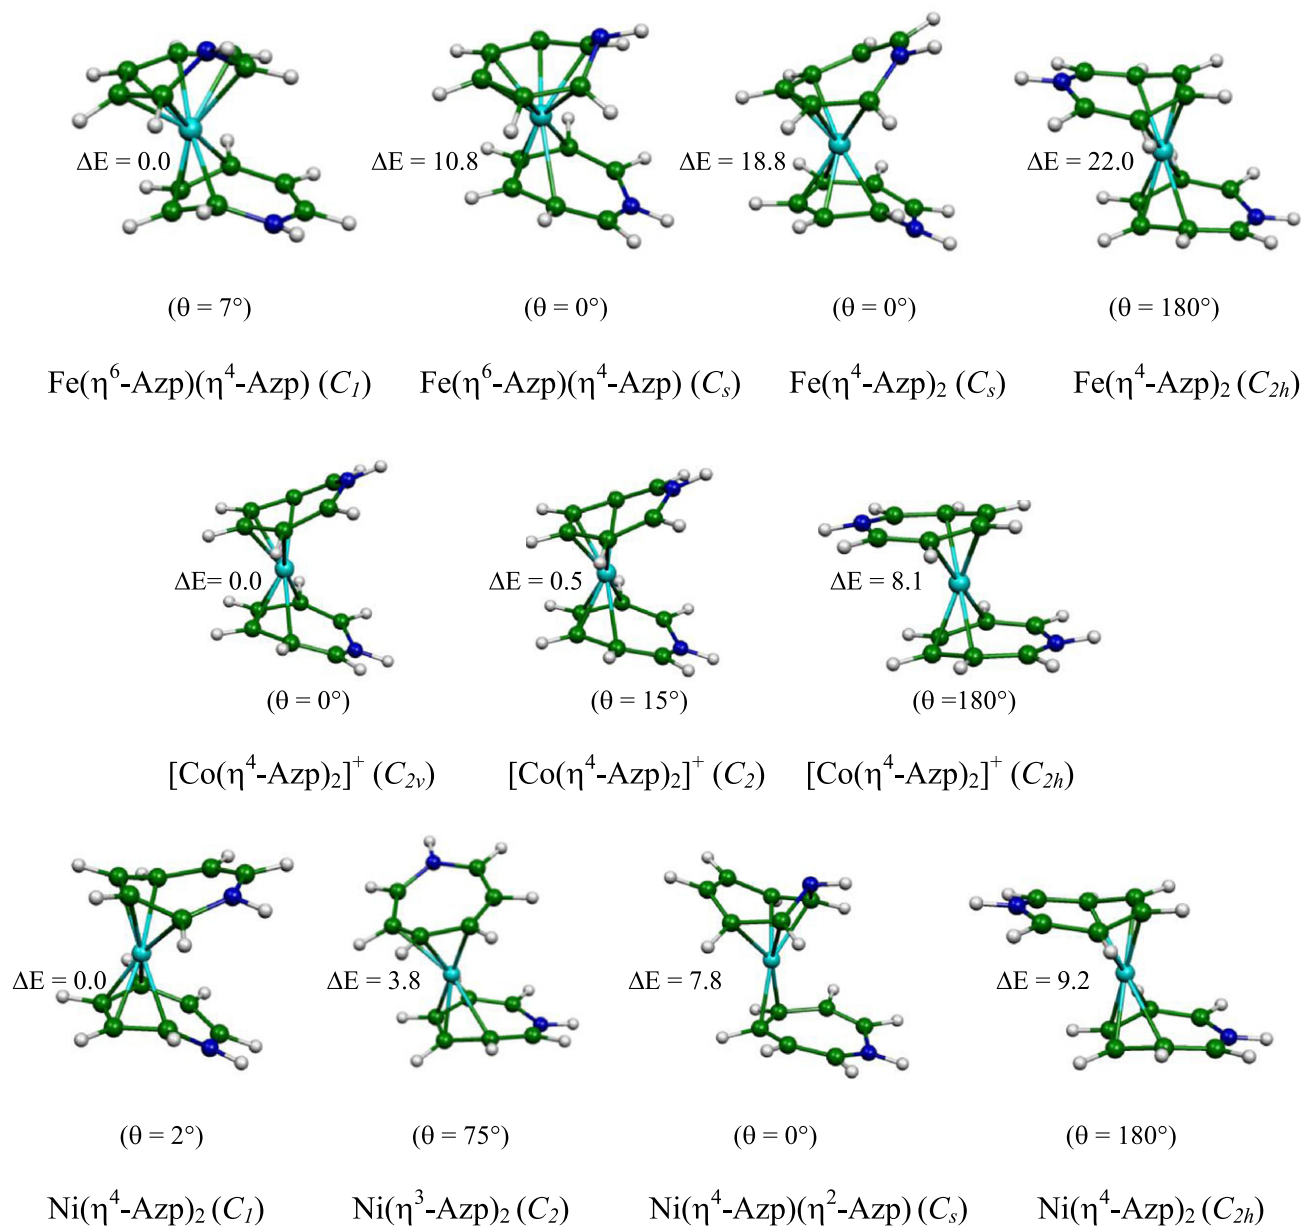 ΔE = 0.0 ΔE = 10.8 ΔE = 18.8 ΔE = 22.0
(θ = 7°) (θ = 0°) (θ = 0°) (θ = 180°)
Fe(η⁶-Azp)(η⁴-Azp) (C₁) Fe(η⁶-Azp)(η⁴-Azp) (Cₛ) Fe(η⁴-Azp)₂ (Cₛ) Fe(η⁴-Azp)₂ (C₂ₕ)
ΔE= 0.0 ΔE = 0.5 ΔE = 8.1
(θ = 0°) (θ = 15°) (θ =180°)
[Co(η⁴-Azp)₂]⁺ (C₂ᵥ) [Co(η⁴-Azp)₂]⁺ (C₂) [Co(η⁴-Azp)₂]⁺ (C₂ₕ)
ΔE = 0.0 ΔE = 3.8 ΔE = 7.8 ΔE = 9.2
(θ = 2°) (θ = 75°) (θ = 0°) (θ = 180°)
Ni(η⁴-Azp)₂ (C₁) Ni(η³-Azp)₂ (C₂) Ni(η⁴-Azp)(η²-Azp) (Cₛ) Ni(η⁴-Azp)₂ (C₂ₕ)